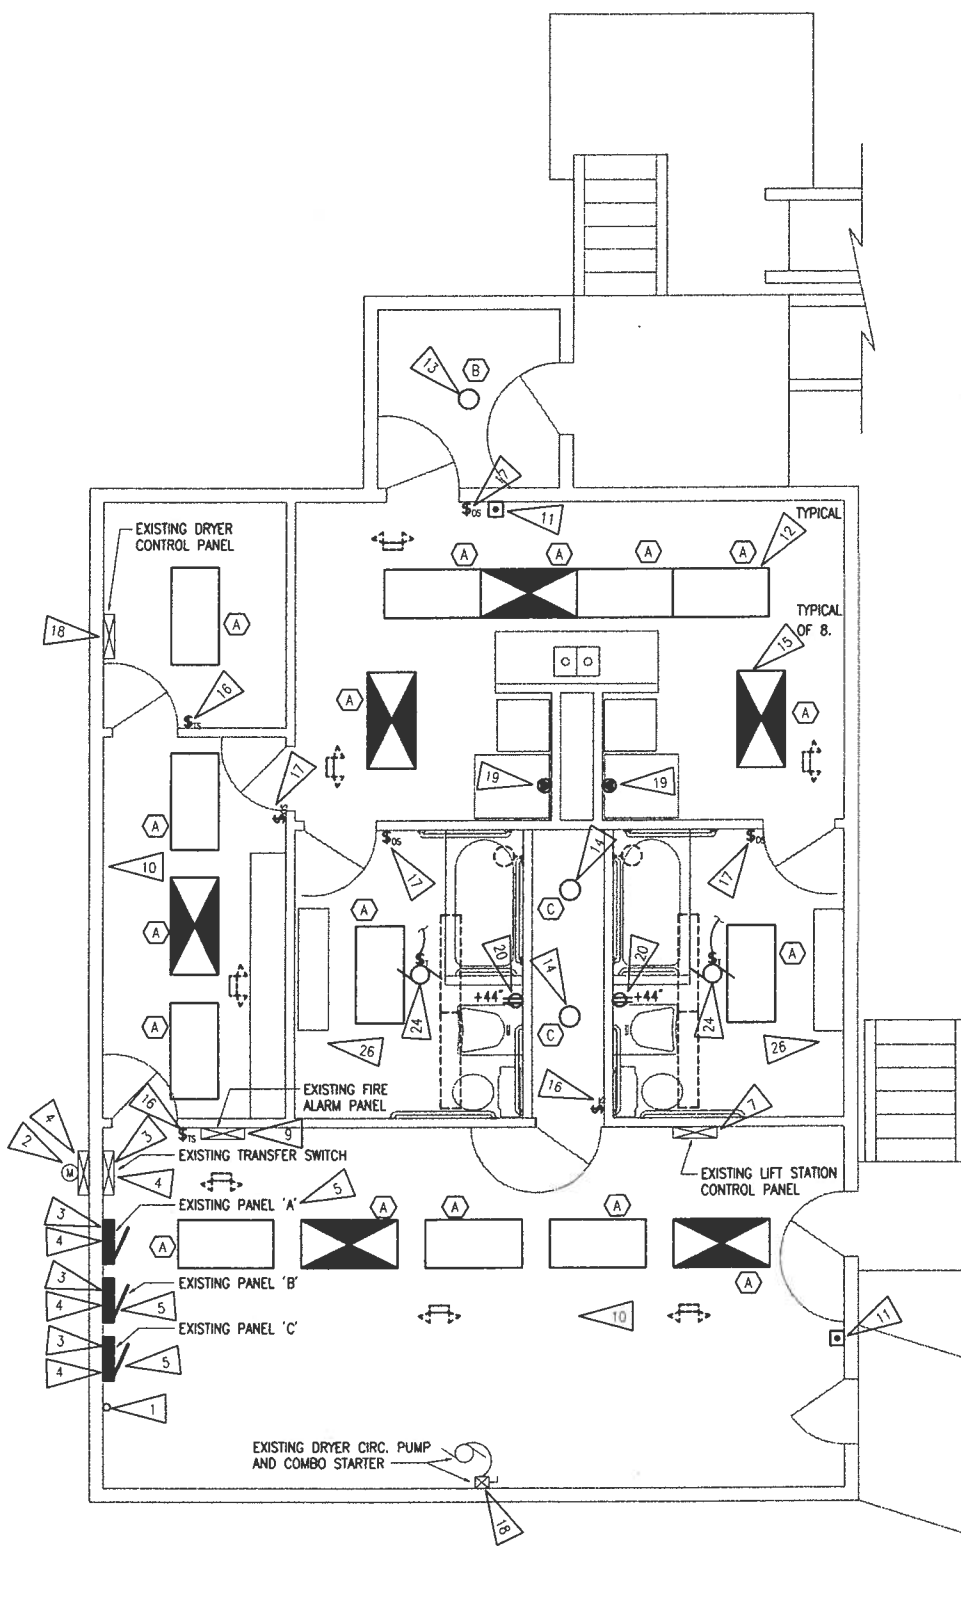 13
B
17
$OS
11
TYPICAL
12
EXISTING DRYER
CONTROL PANEL
A
A
A
A
TYPICAL
OF 8.
15
18
A
A
A
16
$TS
17
$OS
19
19
A
10
$OS
17
14
$OS
17
A
C
A
20
14
20
A
$T
$T
+44"
+44"
24
24
A
C
26
26
16
$TS
EXISTING FIRE
ALARM PANEL
16
$TS
9
7
4
2
3
M
EXISTING TRANSFER SWITCH
4
EXISTING LIFT STATION
CONTROL PANEL
3
EXISTING PANEL 'A'
5
4
A
A
A
A
A
3
EXISTING PANEL 'B'
4
5
10
11
3
EXISTING PANEL 'C'
4
5
1
EXISTING DRYER CIRC. PUMP
AND COMBO STARTER
18